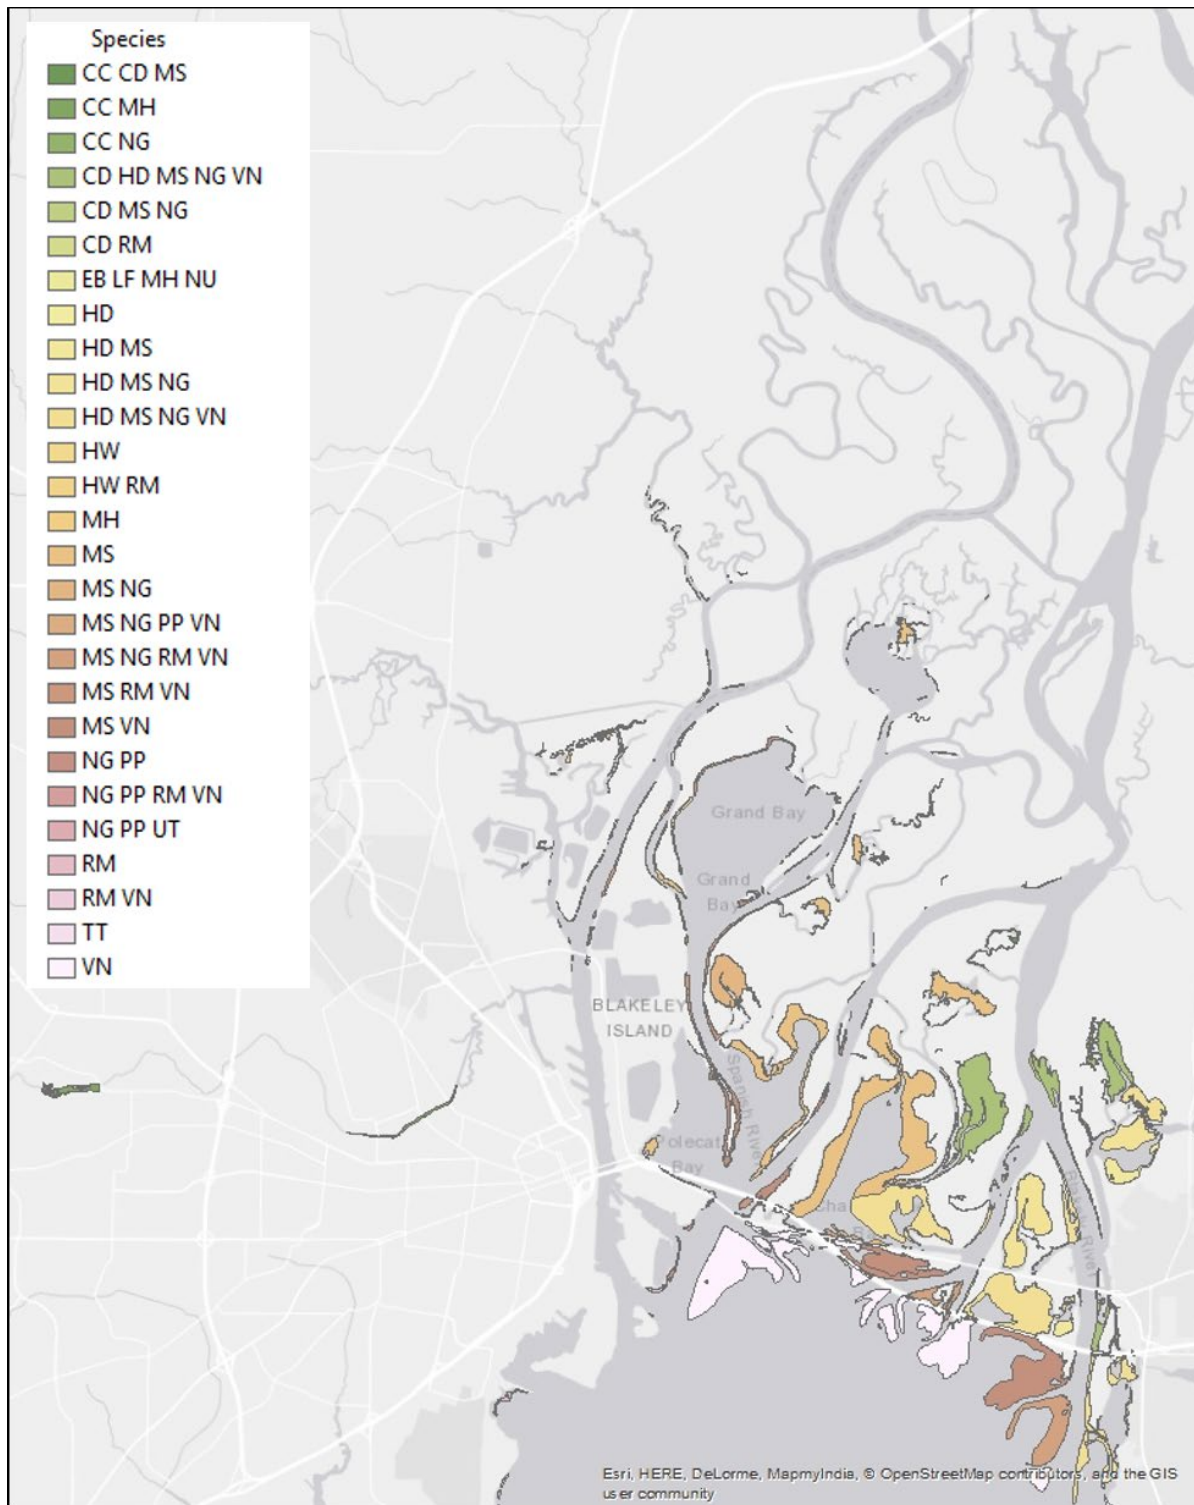 Species
CC CD MS
CC MH
CC NG
CD HD MS NG VN
CD MS NG
CD RM
EB LF MH NU
HD
HD MS
HD MS NG
HD MS NG VN
HW
HW RM
MH
MS
MS NG
MS NG PP VN
MS NG RM VN
MS RM VN
MS VN
NG PP
NG PP RM VN
NG PP UT
RM
RM VN
TT
VN
Grand Bay
Grand
Bay
BLAKELEY
ISLAND
Spanish River
Polecat
Bay
Cha
B
River
Esri, HERE, DeLorme, MapmyIndia, © OpenStreetMap contributors, and the GIS
user community